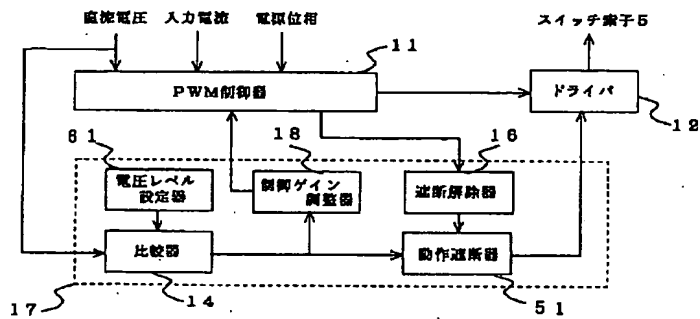 直流電圧 入力電流 電源位相 スイッチ素子5
11
PWM制御器
ドライバ
12
61
18
16
電圧レベル
設定器
制御ゲイン
調整器
遮断解除器
比較器
動作遮断器
17
14
51